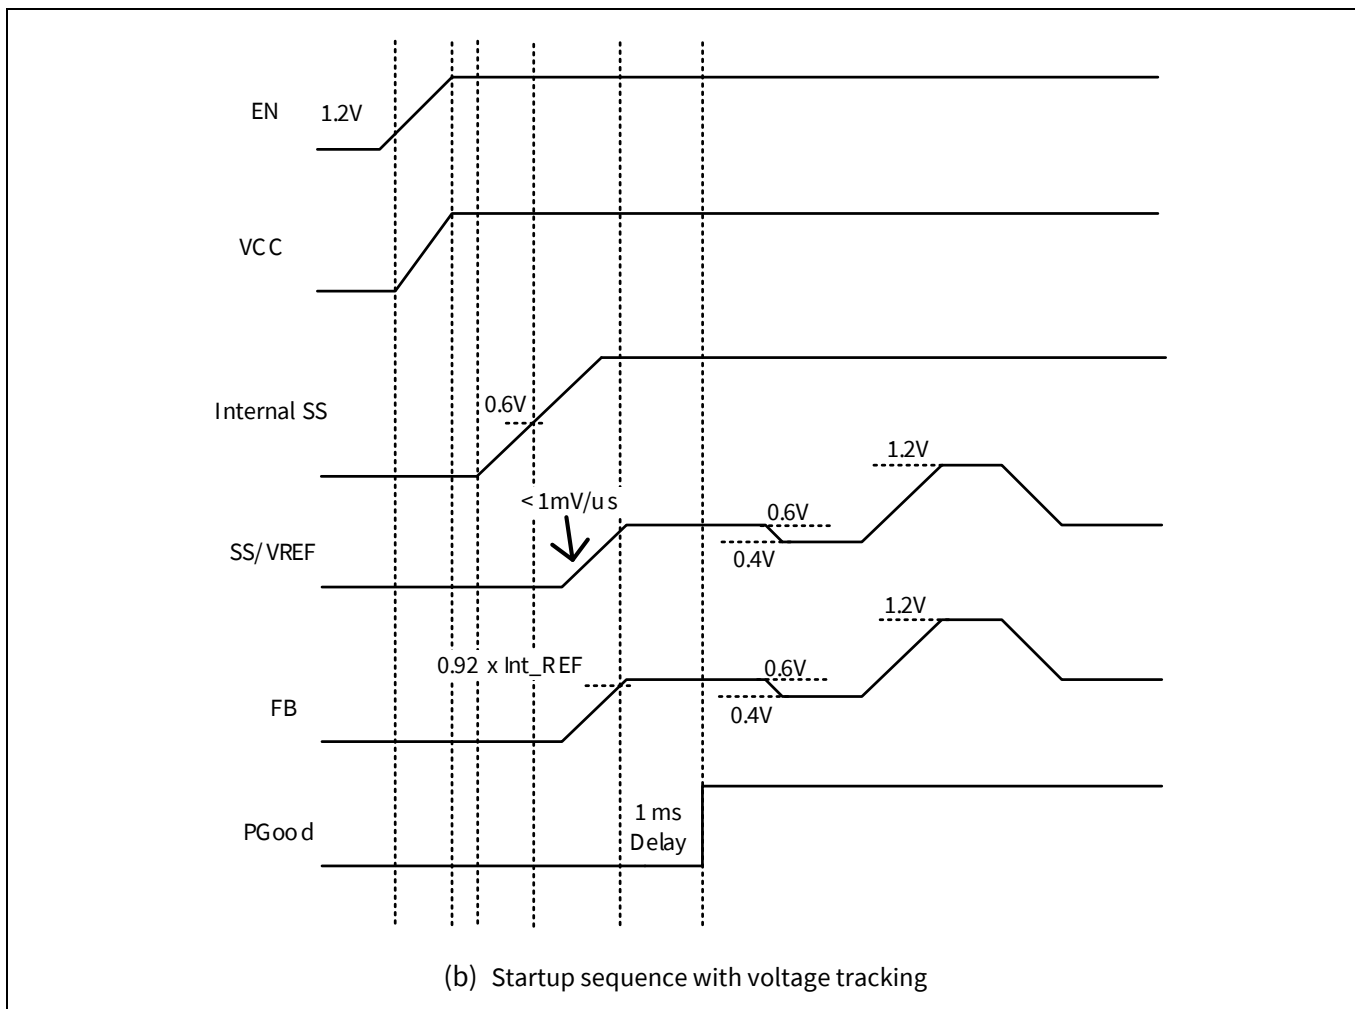 EN
1.2V
VCC
Internal SS
0.6V
SS/VREF
<1mV/us
0.6V
0.4V
1.2V
FB
0.92 x Int_REF
0.6V
0.4V
1.2V
PGood
1 ms
Delay
(b) Startup sequence with voltage tracking